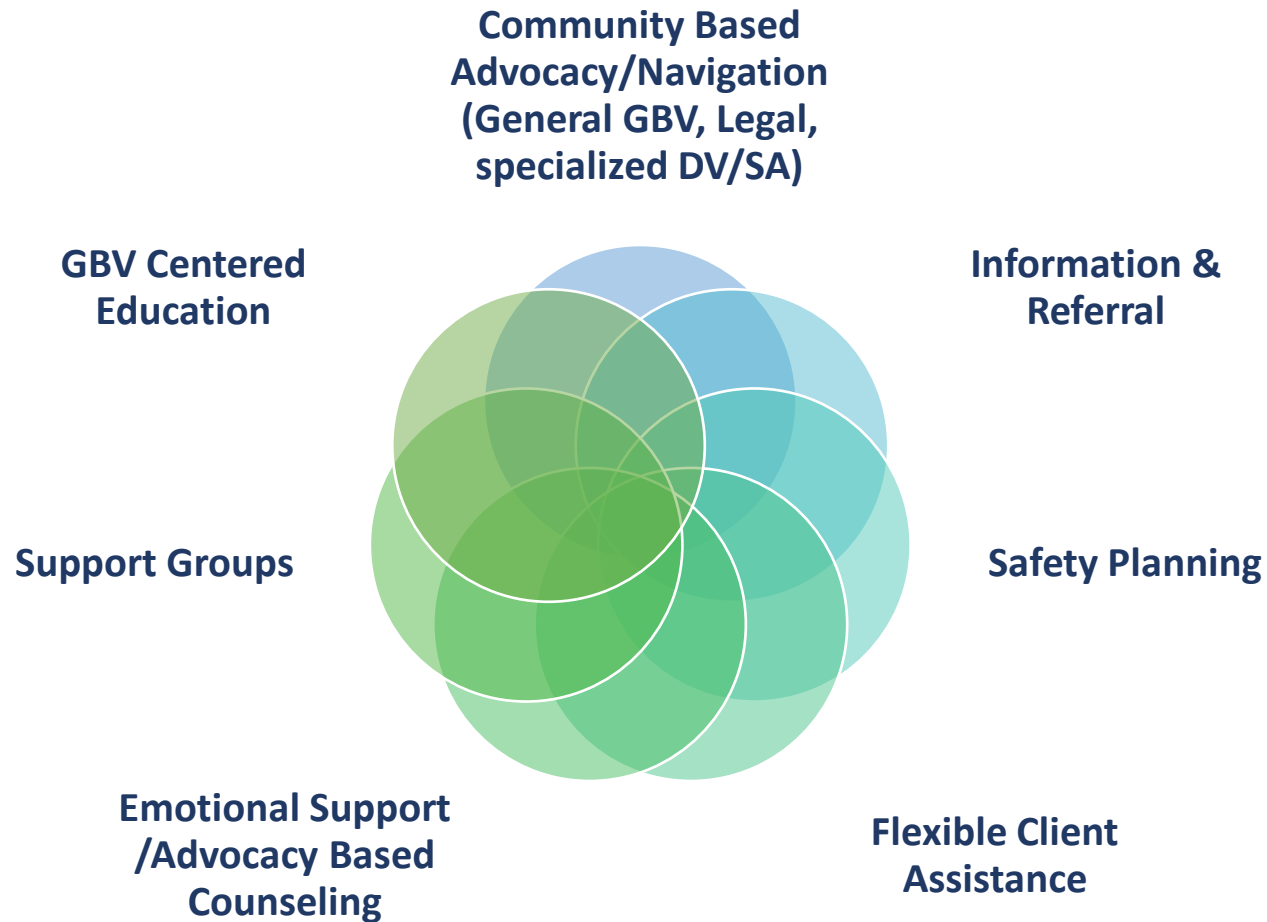 Community Based
Advocacy/Navigation
(General GBV, Legal,
specialized DV/SA)
GBV Centered
Education
Information &
Referral
Support Groups
Safety Planning
Emotional Support
/Advocacy Based
Counseling
Flexible Client
Assistance